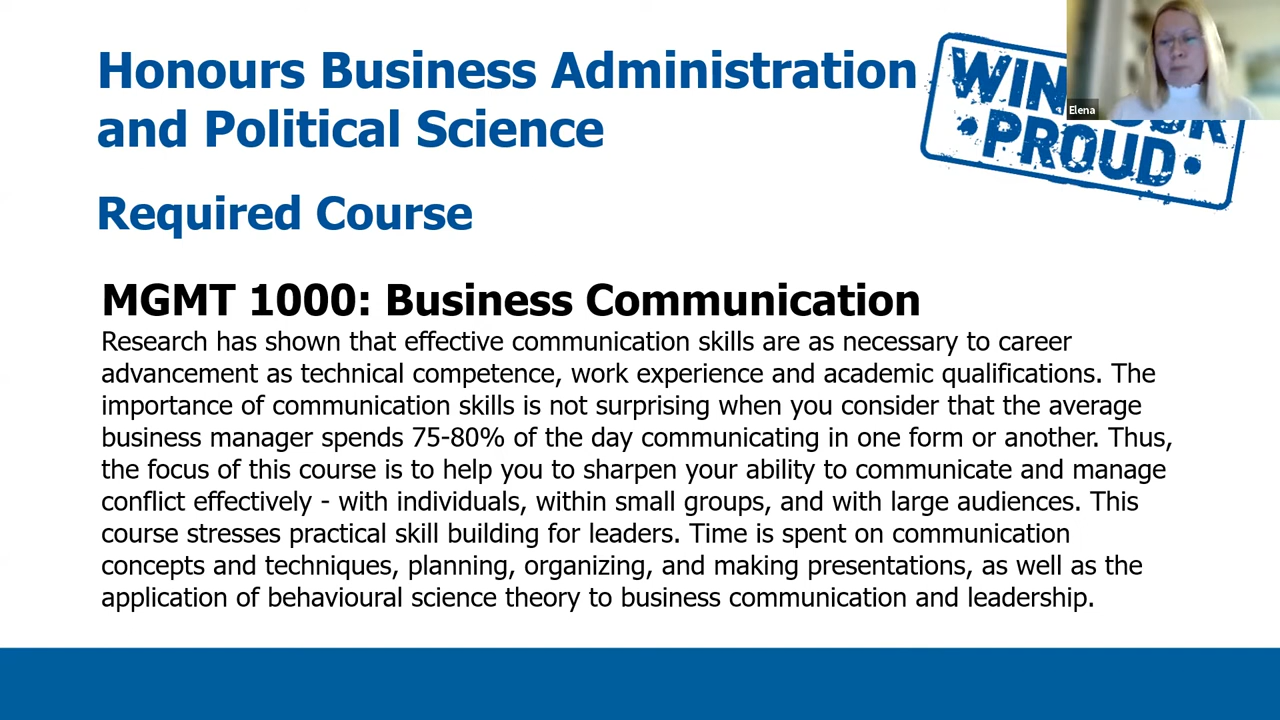 Honours Business Administration
and Political Science
Required Course
MGMT 1000: Business Communication
Research has shown that effective communication skills are as necessary to career
advancement as technical competence, work experience and academic qualifications. The
importance of communication skills is not surprising when you consider that the average
business manager spends 75-80% of the day communicating in one form or another. Thus,
the focus of this course is to help you to sharpen your ability to communicate and manage
conflict effectively - with individuals, within small groups, and with large audiences. This
course stresses practical skill building for leaders. Time is spent on communication
concepts and techniques, planning, organizing, and making presentations, as well as the
application of behavioural science theory to business communication and leadership.
PROUD
Elena